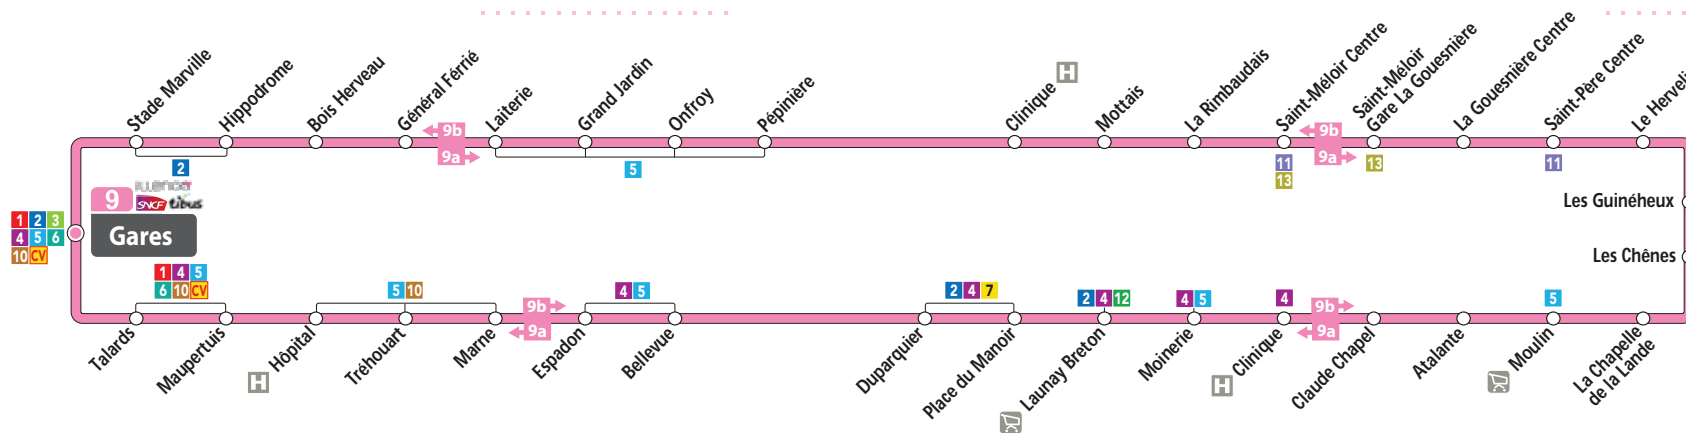 Stade Marville
Hippodrome
Bois Herveau
Général Férrié
Laiterie
Grand Jardin
Onfroy
Pépinière
Clinique H
Mottais
La Rimbaudais
Saint-Méloir Centre
Saint-Méloir
Gare La Gouesnière
La Gouesnière Centre
Saint-Père Centre
9b
9a
9b
9a
2
5
11
13
13
11
9
SNCF tibus
Gares
1 2 3
4 5 6
10 CV
Les Guinéheux
Les Chênes
1 4 5
6 10 CV
5 10
4 5
2 4 7
2 4 12
4 5
4
5
9b
9a
9b
9a
Talards
Maupertuis
H Hôpital
Tréhouart
Marne
Espadon
Bellevue
Duparquier
Place du Manoir
Launay Breton
Moinerie
H Clinique
Claude Chapel
Atalante
Moulin
La Chapelle
de la Lande